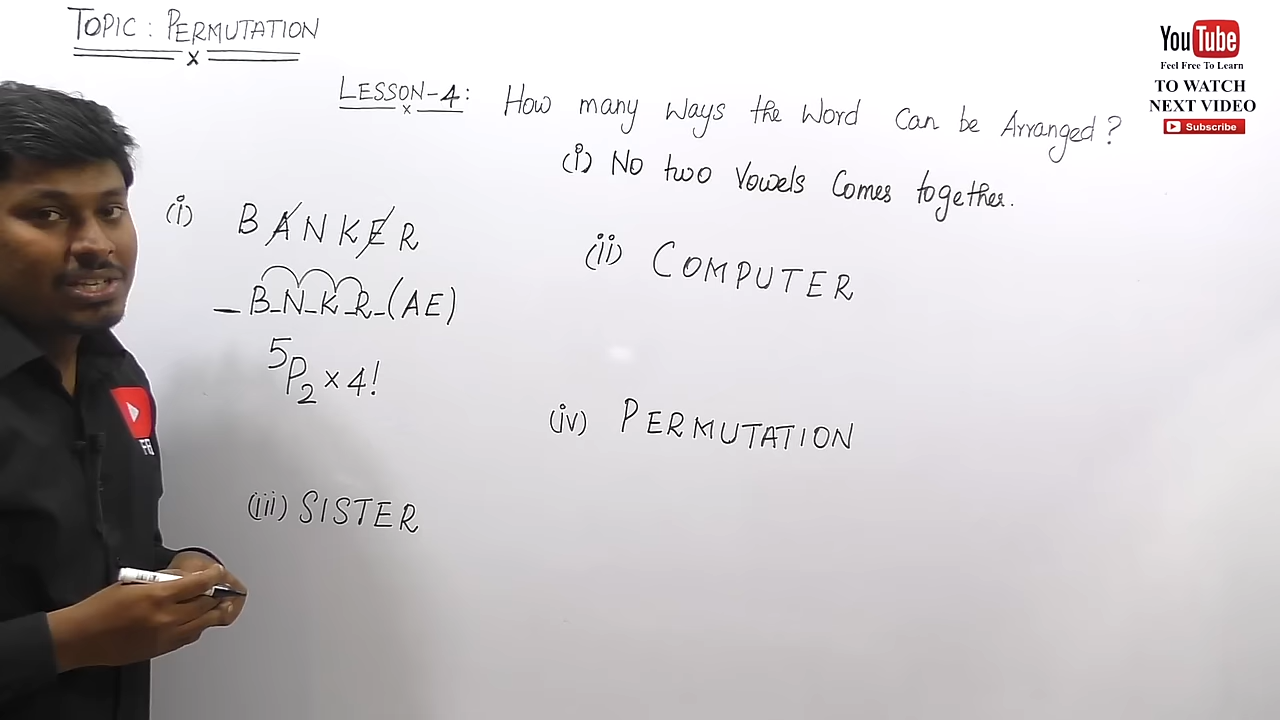 TOPIC : PERMUTATION
x
LESSON-4: How many ways the Word can be Arranged ?
x
(i) No two Vowels Comes together.
(i) BANKER
_B_N_K_R_(AE)
5P2 × 4!
(ii) COMPUTER
(iii) SISTER
(iv) PERMUTATION
YouTube
Feel Free To Learn
TO WATCH
NEXT VIDEO
Subscribe